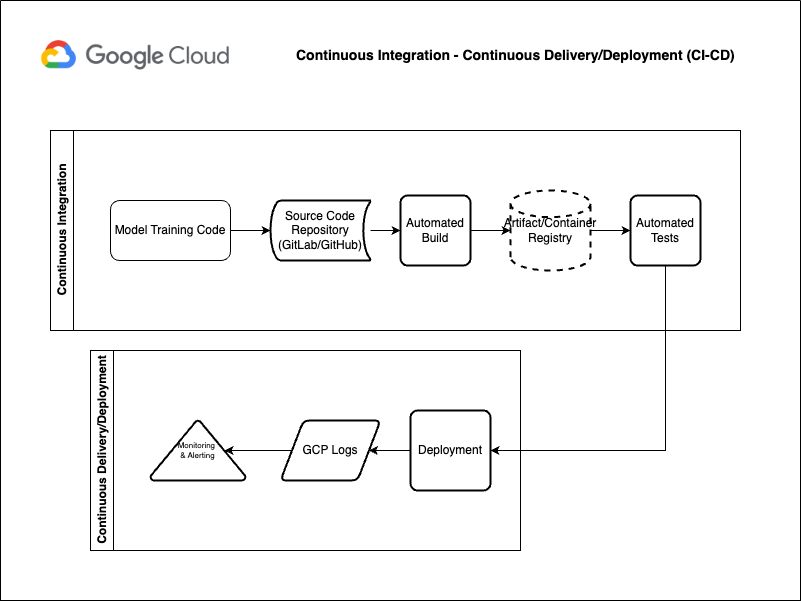 Google Cloud
Continuous Integration - Continuous Delivery/Deployment (CI-CD)
Continuous Integration
Model Training Code
Source Code
Repository
(GitLab/GitHub)
Automated
Build
Artifact/Container
Registry
Automated
Tests
Continuous Delivery/Deployment
Monitoring
& Alerting
GCP Logs
Deployment